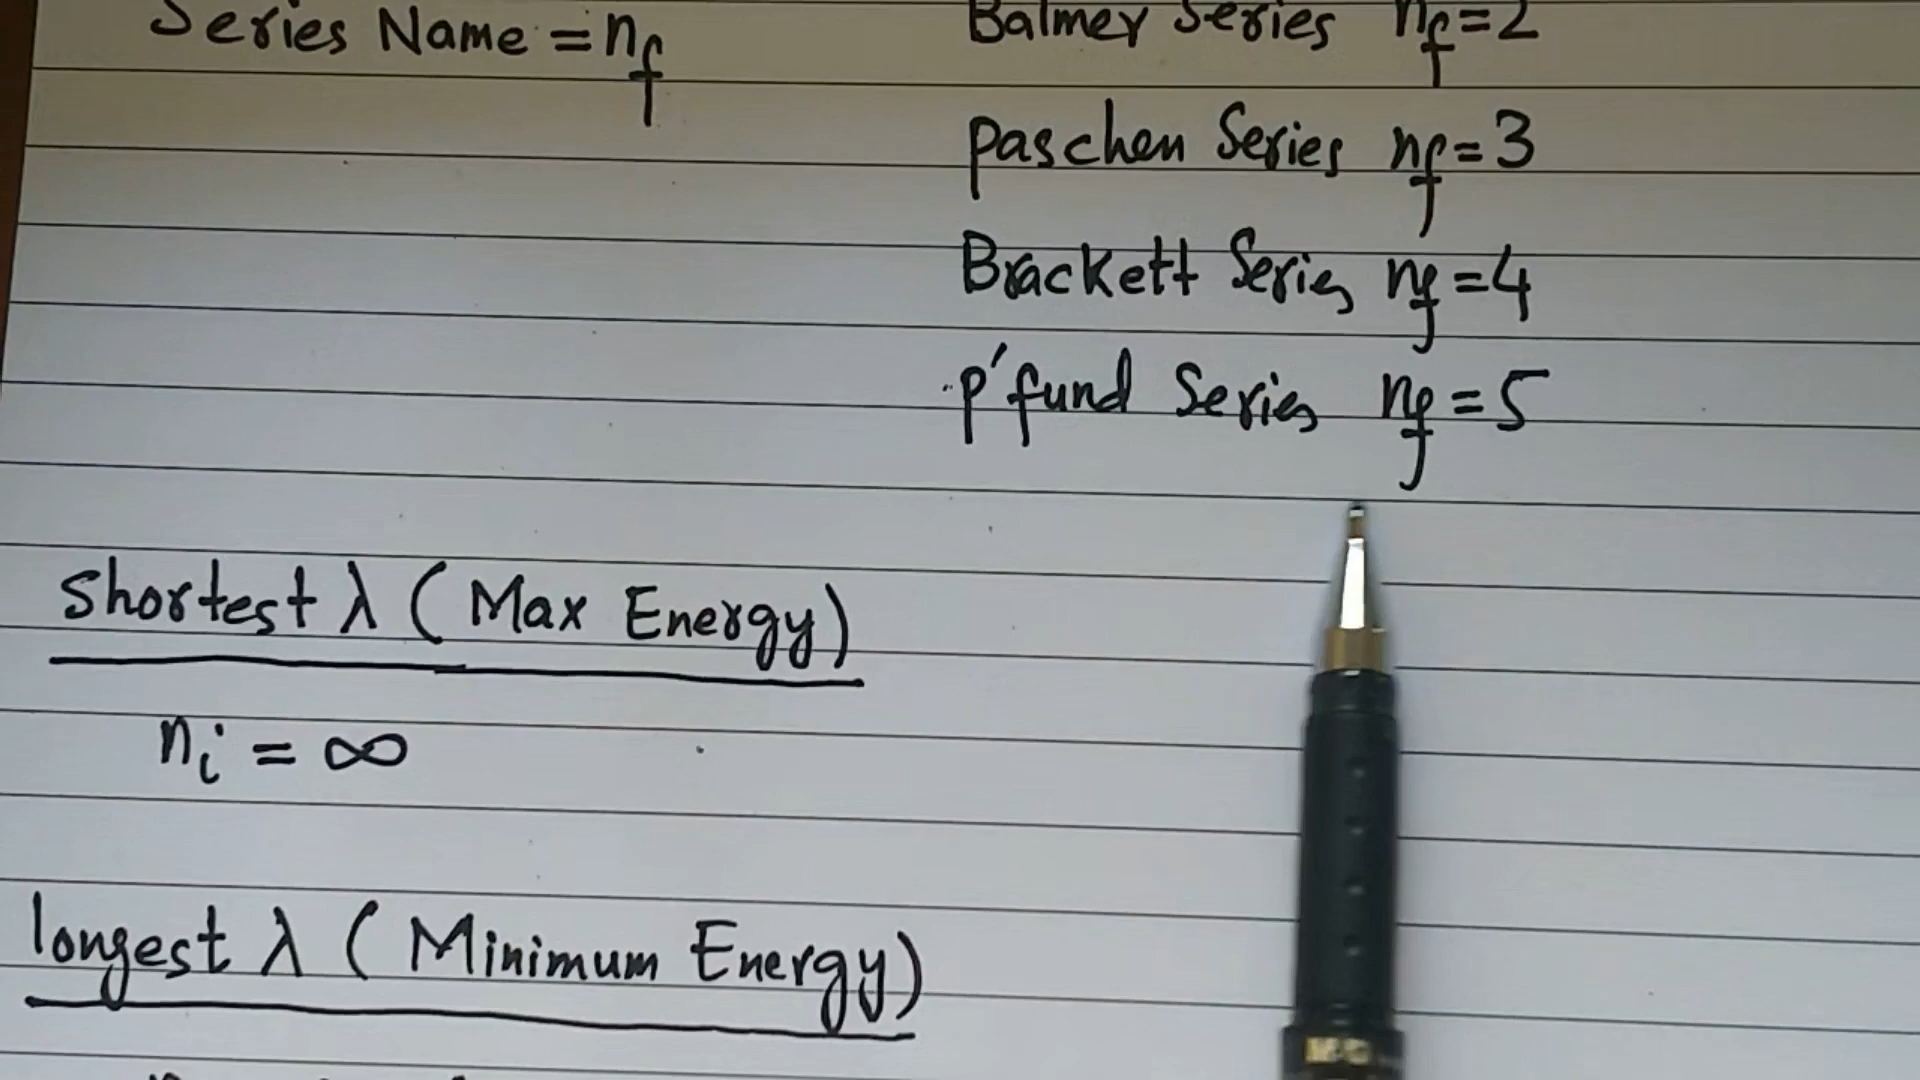 Series Name = nf
Balmer Series nf=2
Paschen Series nf=3
Brackett Series nf=4
P'fund Series nf=5
Shortest λ (Max Energy)
ni = ∞
longest λ (Minimum Energy)